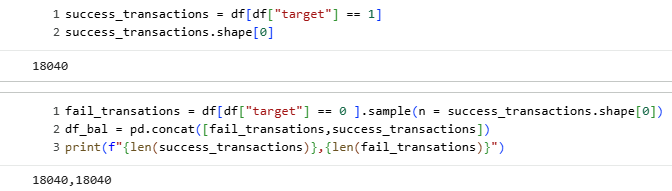 1 success_transactions = df[df["target"] == 1]
2 success_transactions.shape[0]
18040
1 fail_transations = df[df["target"] == 0 ].sample(n = success_transactions.shape[0])
2 df_bal = pd.concat([fail_transations,success_transactions])
3 print(f"{len(success_transactions)},{len(fail_transations)}")
18040,18040